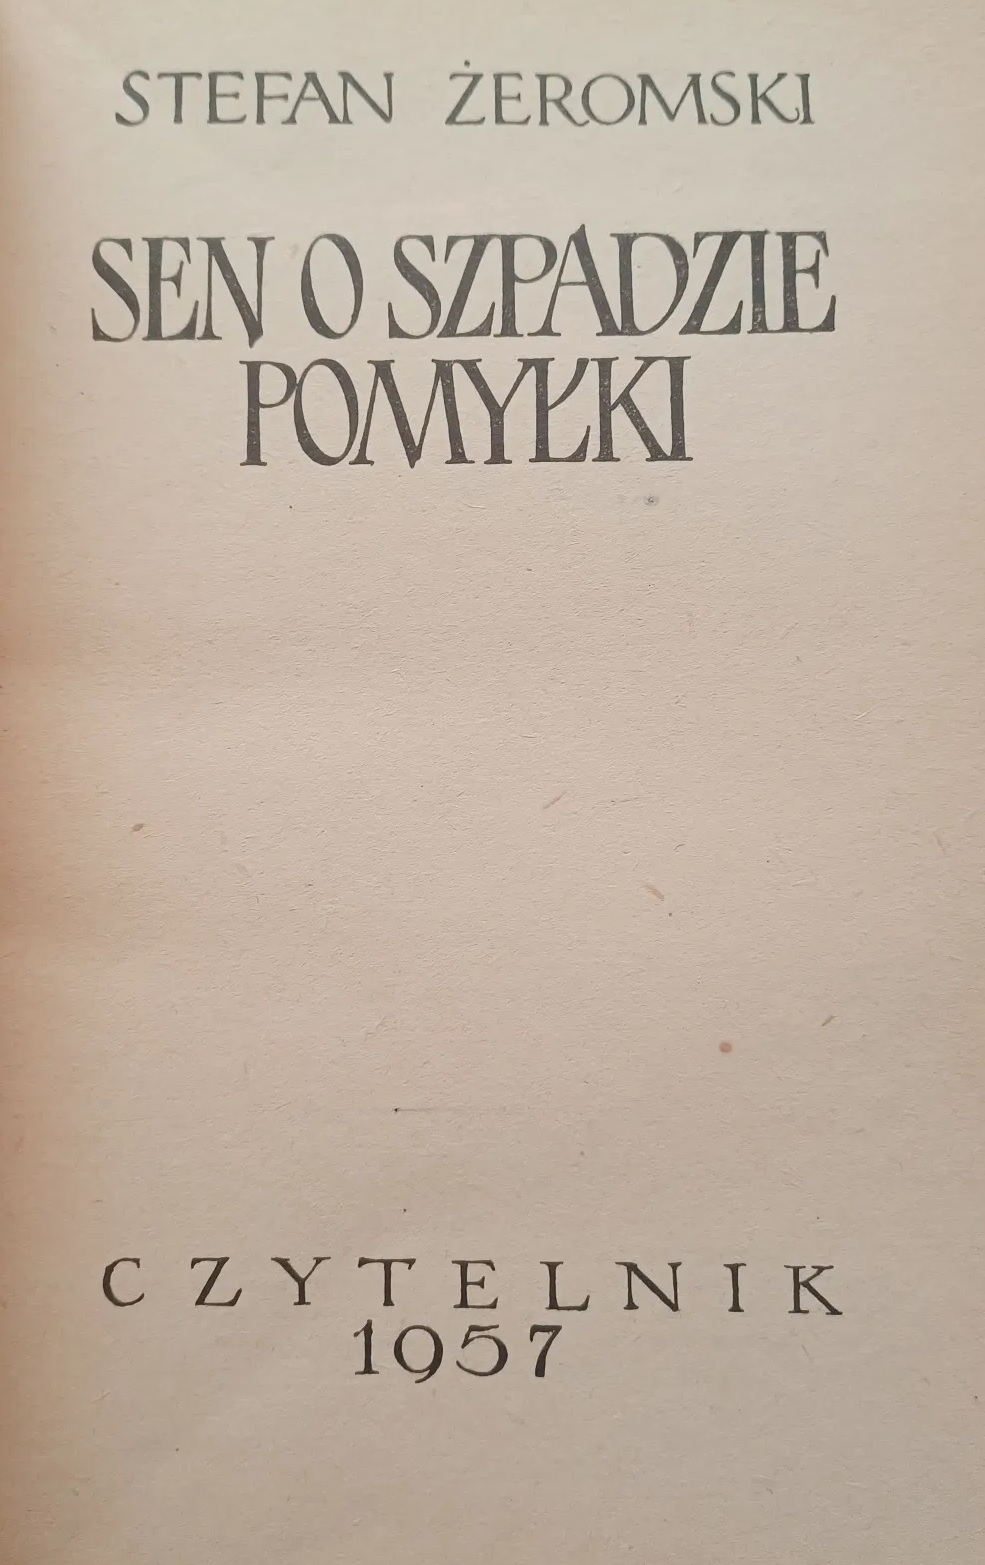 STEFAN ŻEROMSKI
SEN O SZPADZIE
POMYŁKI
CZYTELNIK
1957